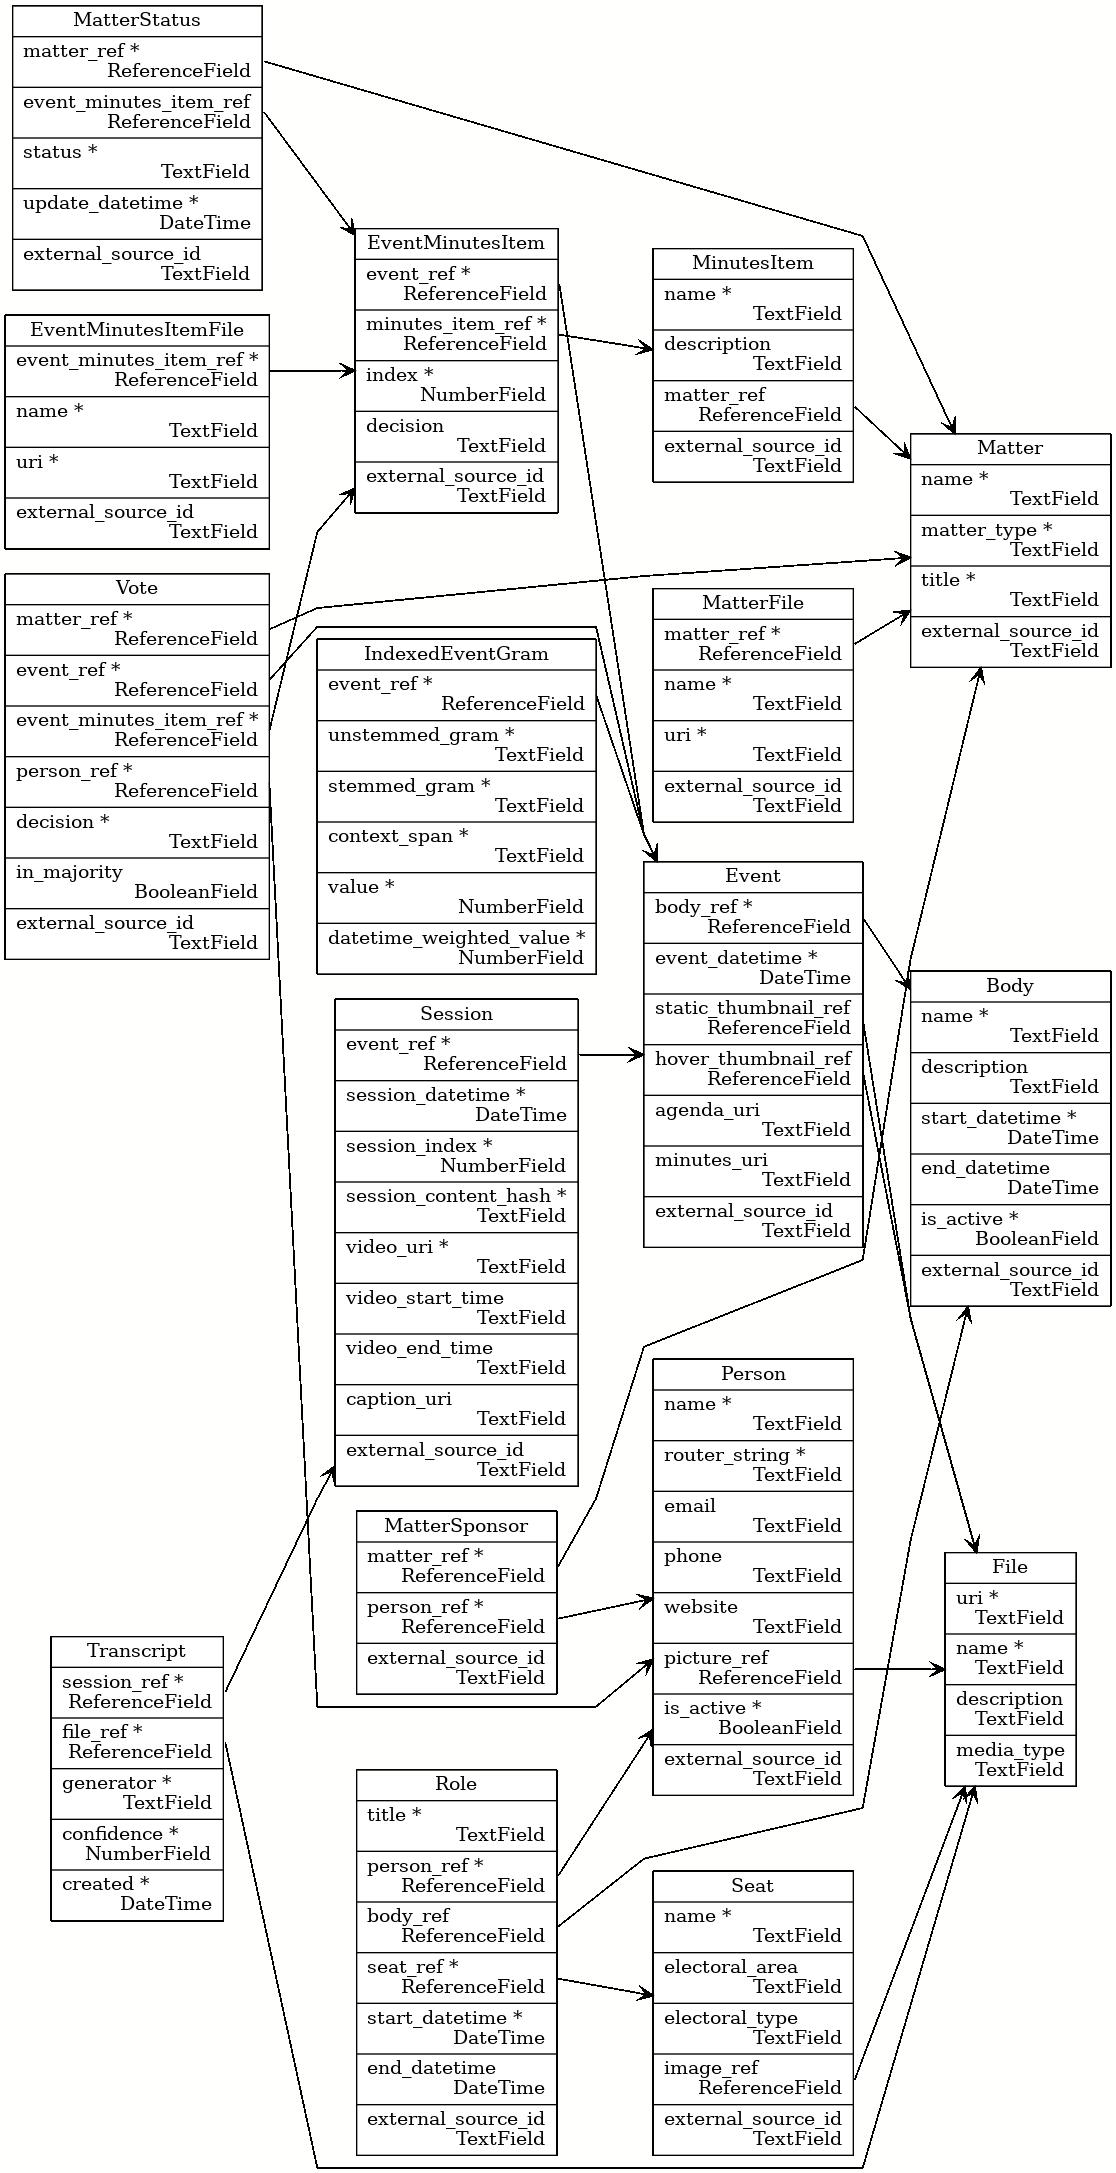 MatterStatus
matter_ref *
ReferenceField
event_minutes_item_ref
ReferenceField
status *
TextField
update_datetime *
DateTime
external_source_id
TextField
EventMinutesItemFile
event_minutes_item_ref *
ReferenceField
name *
TextField
uri *
TextField
external_source_id
TextField
Vote
matter_ref *
ReferenceField
event_ref *
ReferenceField
event_minutes_item_ref *
ReferenceField
person_ref *
ReferenceField
decision *
TextField
in_majority
BooleanField
external_source_id
TextField
Transcript
session_ref *
ReferenceField
file_ref *
ReferenceField
generator *
TextField
confidence *
NumberField
created *
DateTime
EventMinutesItem
event_ref *
ReferenceField
minutes_item_ref *
ReferenceField
index *
NumberField
decision
TextField
external_source_id
TextField
IndexedEventGram
event_ref *
ReferenceField
unstemmed_gram *
TextField
stemmed_gram *
TextField
context_span *
TextField
value *
NumberField
datetime_weighted_value *
NumberField
Session
event_ref *
ReferenceField
session_datetime *
DateTime
session_index *
NumberField
session_content_hash *
TextField
video_uri *
TextField
video_start_time
TextField
video_end_time
TextField
caption_uri
TextField
external_source_id
TextField
MatterSponsor
matter_ref *
ReferenceField
person_ref *
ReferenceField
external_source_id
TextField
Role
title *
TextField
person_ref *
ReferenceField
body_ref
ReferenceField
seat_ref *
ReferenceField
start_datetime *
DateTime
end_datetime
DateTime
external_source_id
TextField
MinutesItem
name *
TextField
description
TextField
matter_ref
ReferenceField
external_source_id
TextField
MatterFile
matter_ref *
ReferenceField
name *
TextField
uri *
TextField
external_source_id
TextField
Event
body_ref *
ReferenceField
event_datetime *
DateTime
static_thumbnail_ref
ReferenceField
hover_thumbnail_ref
ReferenceField
agenda_uri
TextField
minutes_uri
TextField
external_source_id
TextField
Person
name *
TextField
router_string *
TextField
email
TextField
phone
TextField
website
TextField
picture_ref
ReferenceField
is_active *
BooleanField
external_source_id
TextField
Seat
name *
TextField
electoral_area
TextField
electoral_type
TextField
image_ref
ReferenceField
external_source_id
TextField
Matter
name *
TextField
matter_type *
TextField
title *
TextField
external_source_id
TextField
Body
name *
TextField
description
TextField
start_datetime *
DateTime
end_datetime
DateTime
is_active *
BooleanField
external_source_id
TextField
File
uri *
TextField
name *
TextField
description
TextField
media_type
TextField